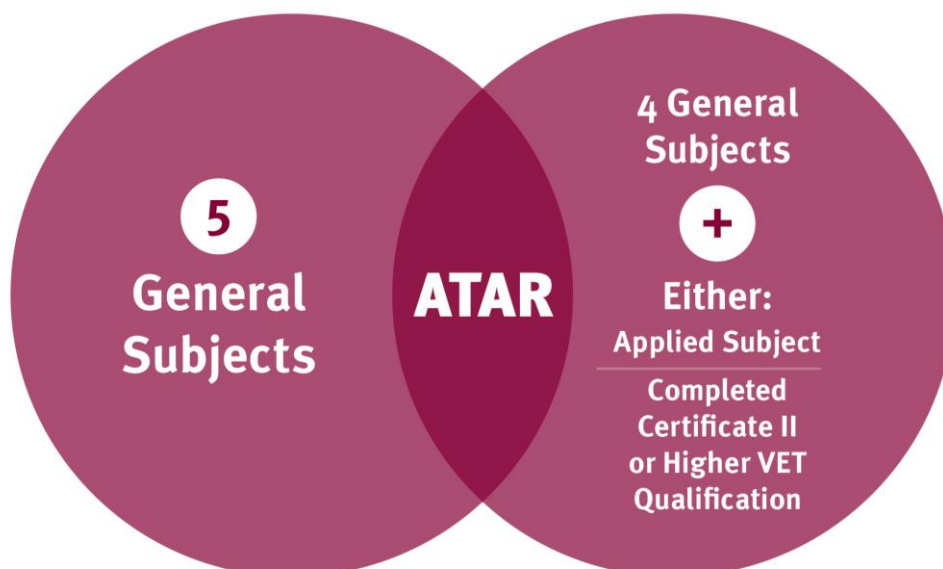 5
General
Subjects
ATAR
4 General
Subjects
+
Either:
Applied Subject
Completed
Certificate II
or Higher VET
Qualification